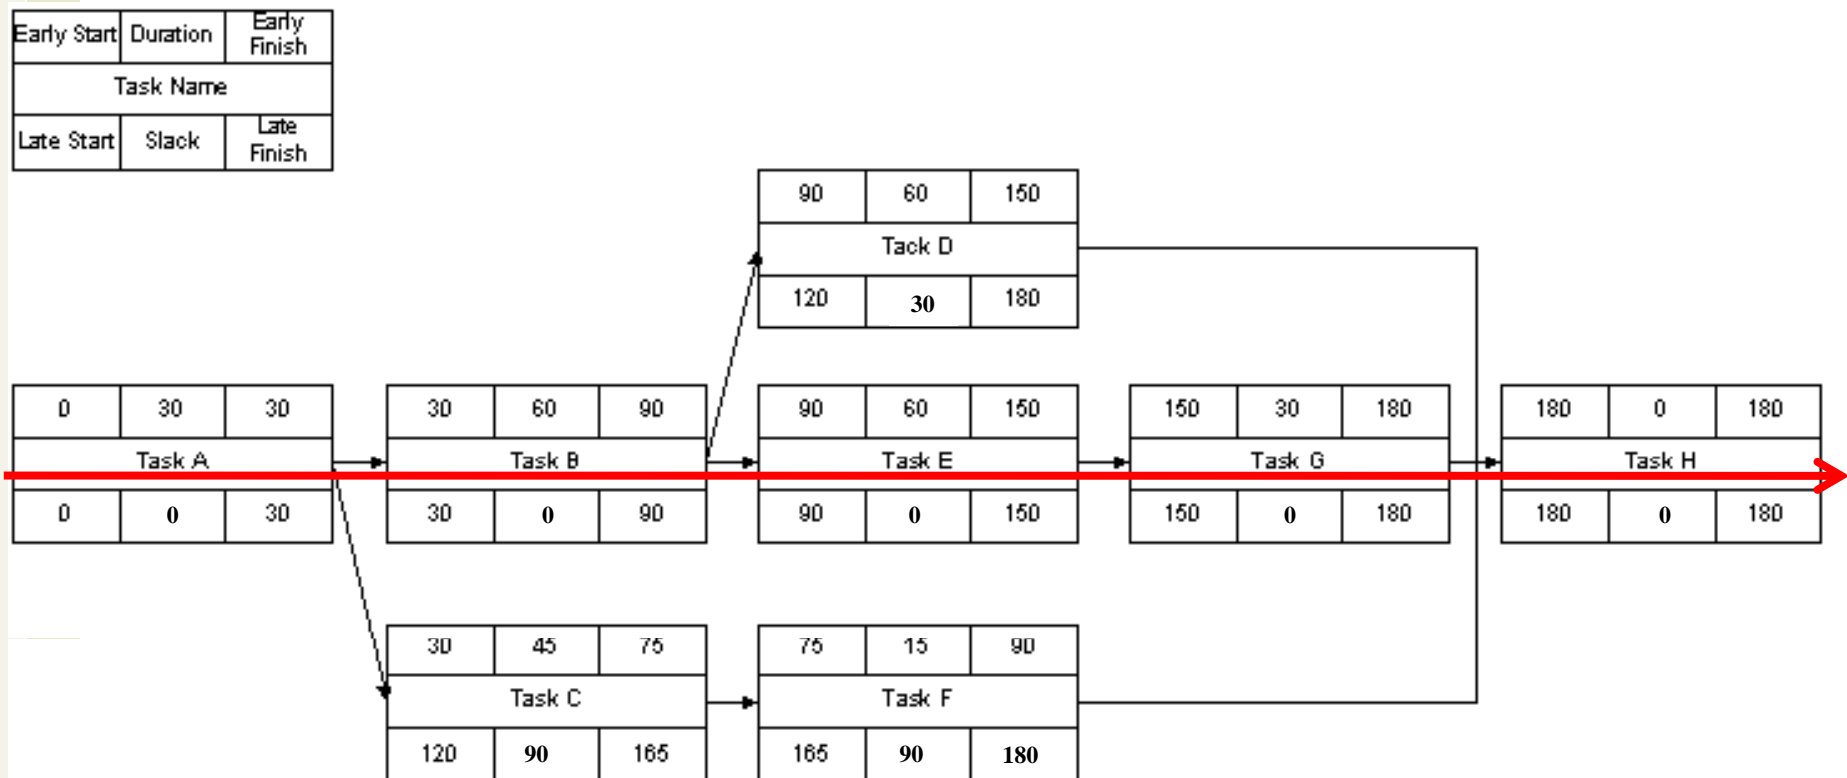 Early Start Duration Early Finish
Task Name
Late Start Slack Late Finish
90 60 150
Tack D
120 30 180
0 30 30
Task A
0 0 30
30 60 90
Task B
30 0 90
90 60 150
Task E
90 0 150
150 30 180
Task G
150 0 180
180 0 180
Task H
180 0 180
30 45 75
Task C
120 90 165
75 15 90
Task F
165 90 180